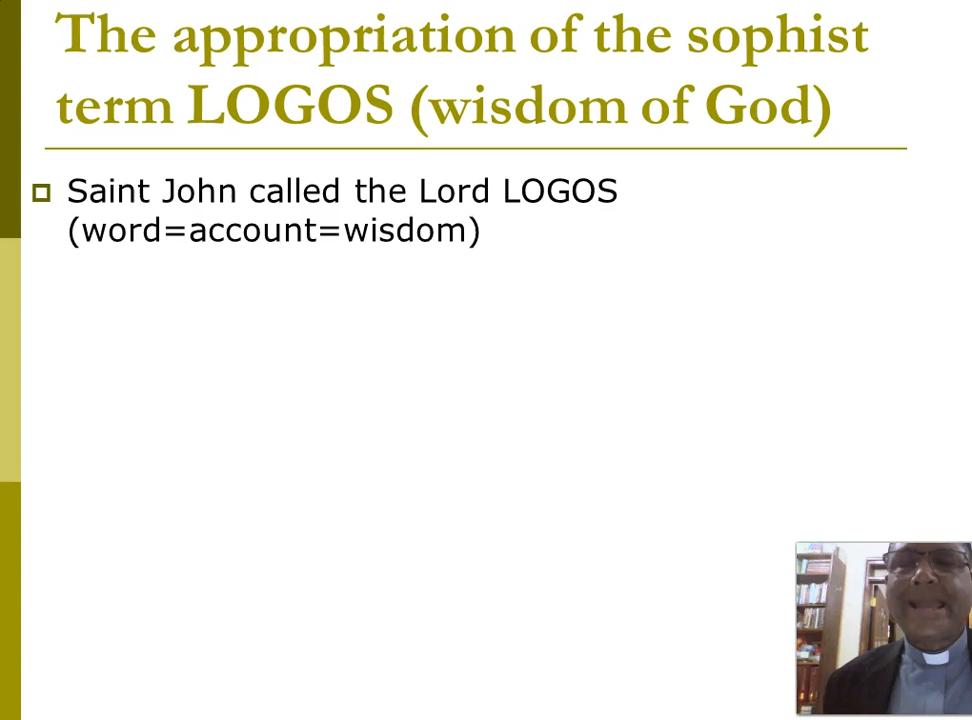 The appropriation of the sophist
term LOGOS (wisdom of God)
Saint John called the Lord LOGOS
(word=account=wisdom)